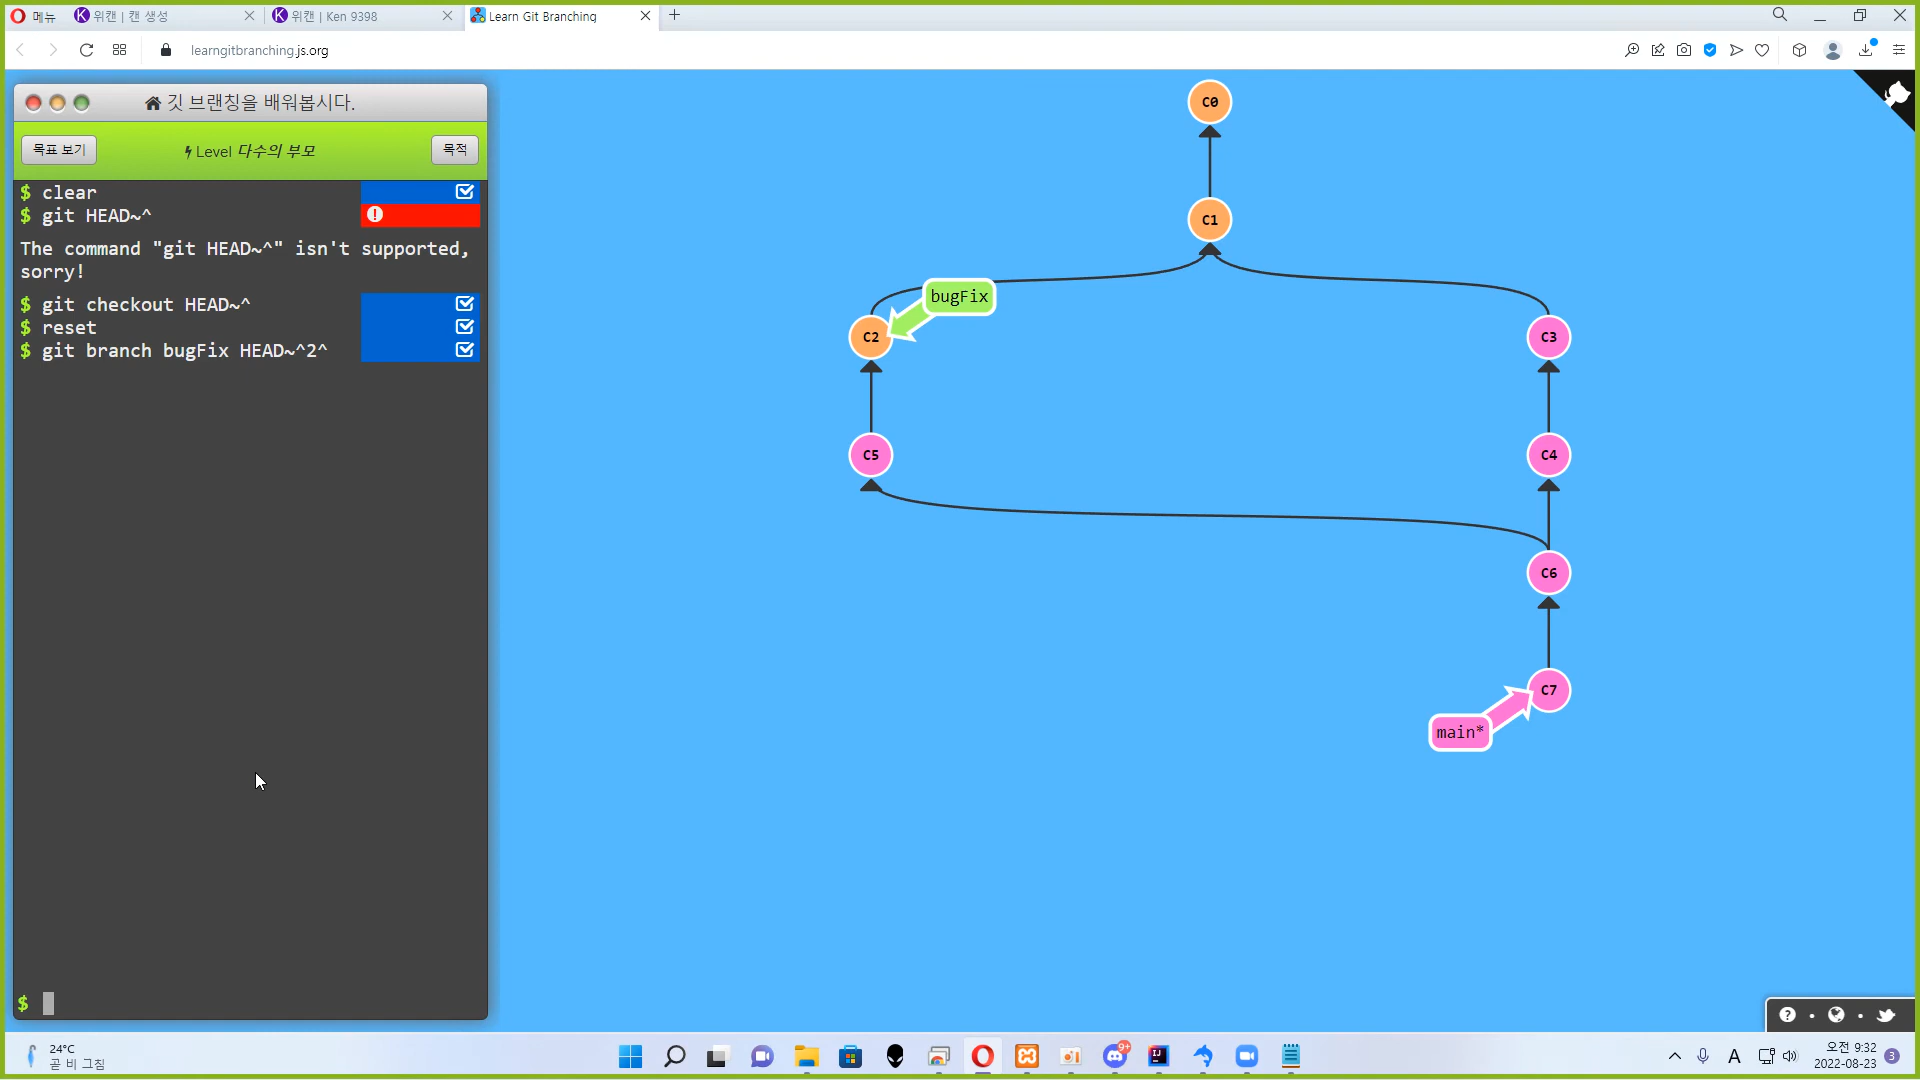 메뉴
위캔 | 캔 생성
위캔 | Ken 9398
Learn Git Branching
learngitbranching.js.org
깃 브랜칭을 배워봅시다.
목표 보기
Level 다수의 부모
목적
$ clear
$ git HEAD~^
The command "git HEAD~^" isn't supported,
sorry!
$ git checkout HEAD~^
$ reset
$ git branch bugFix HEAD~^2^
$
C0
C1
bugFix
C2
C3
C5
C4
C6
C7
main*
24°C
곧 비 그침
9+
A
오전 9:32
2022-08-23
3